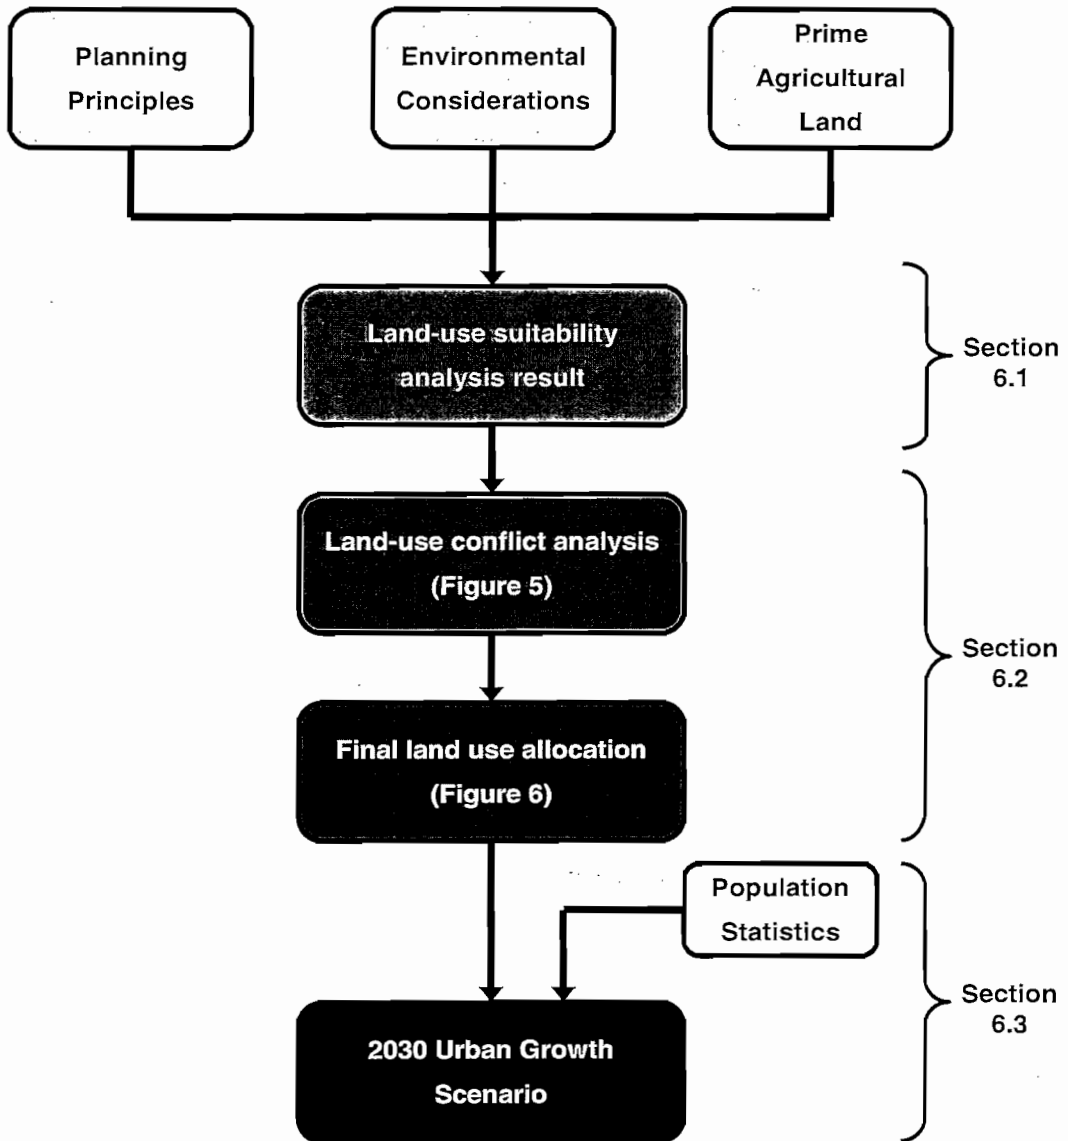 Planning
Principles
Environmental
Considerations
Prime
Agricultural
Land
Land-use suitability
analysis result
Section
6.1
Land-use conflict analysis
(Figure 5)
Section
6.2
Final land use allocation
(Figure 6)
Population
Statistics
Section
6.3
2030 Urban Growth
Scenario